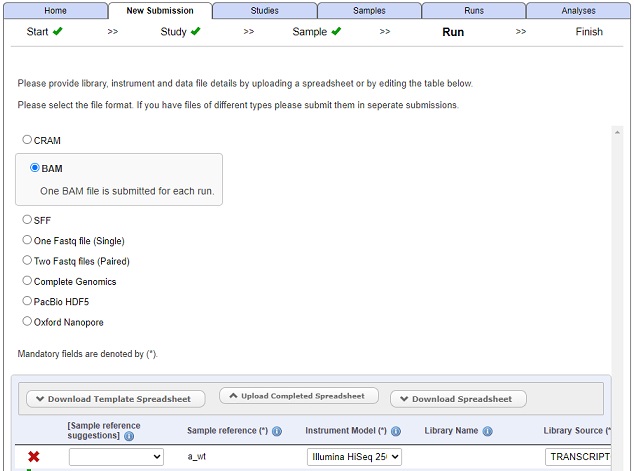 Home New Submission Studies Samples Runs Analyses
Start >> Study >> Sample >> Run >> Finish
Please provide library, instrument and data file details by uploading a spreadsheet or by editing the table below.
Please select the file format. If you have files of different types please submit them in seperate submissions.
CRAM
BAM
One BAM file is submitted for each run.
SFF
One Fastq file (Single)
Two Fastq files (Paired)
Complete Genomics
PacBio HDF5
Oxford Nanopore
Mandatory fields are denoted by (*).
Download Template Spreadsheet Upload Completed Spreadsheet Download Spreadsheet
[Sample reference
suggestions] Sample reference (*) Instrument Model (*) Library Name Library Source (*
a_wt Illumina HiSeq 25 TRANSCRIPT